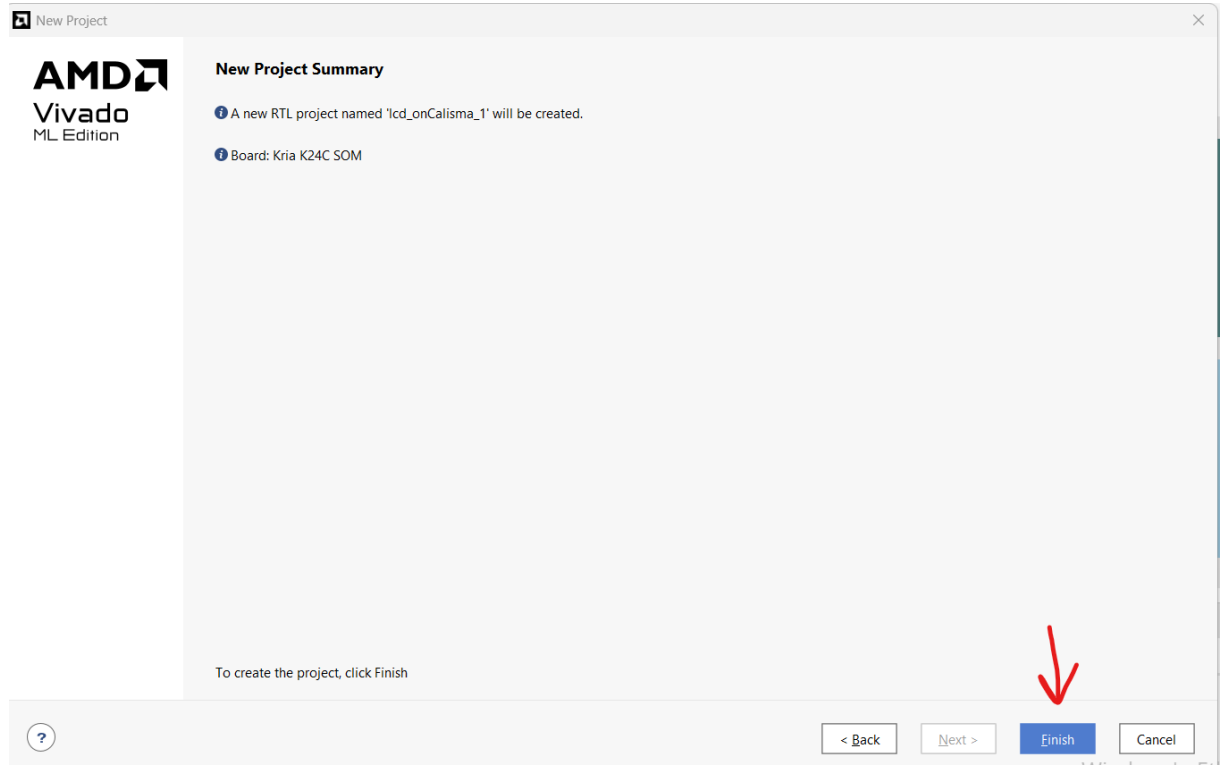 New Project
AMD
Vivado
ML Edition
New Project Summary
A new RTL project named 'lcd_onCalisma_1' will be created.
Board: Kria K24C SOM
To create the project, click Finish
?
< Back
Next >
Finish
Cancel